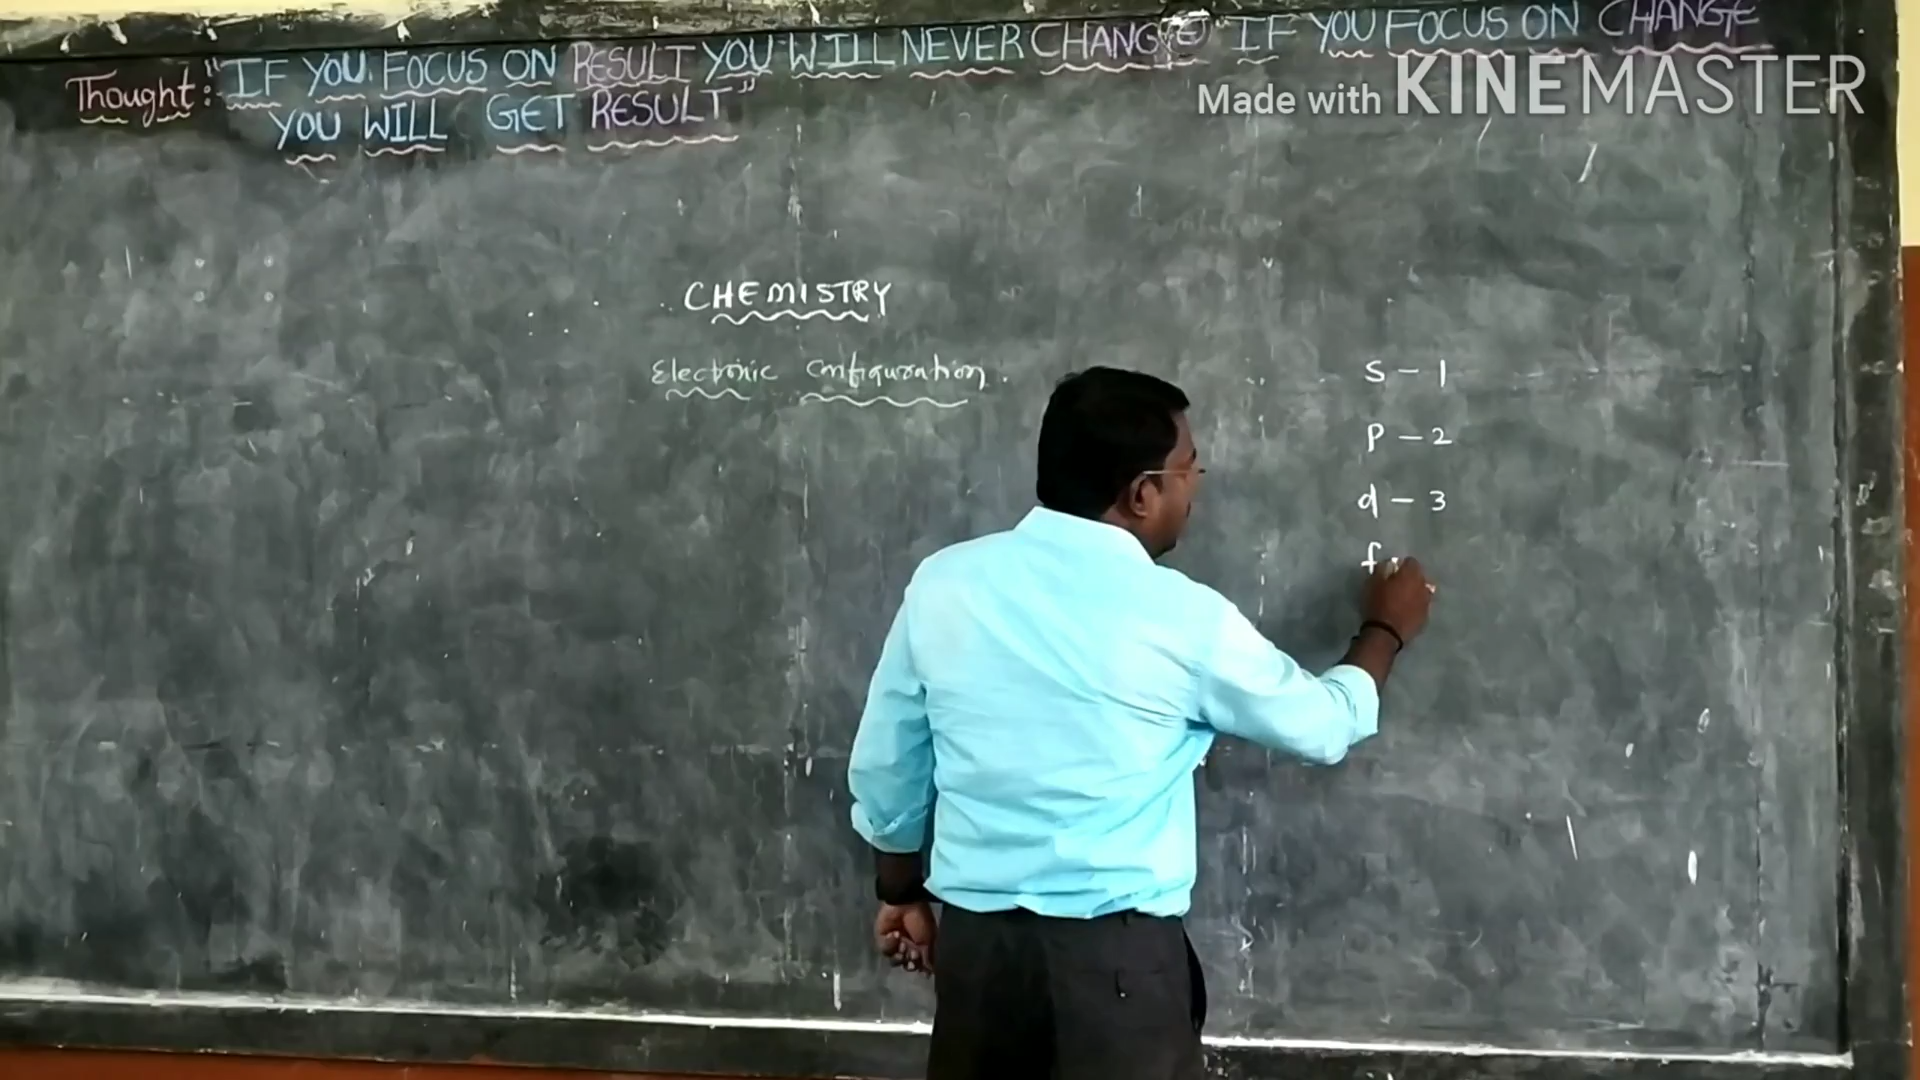 Thought: "IF YOU FOCUS ON RESULT YOU WILL NEVER CHANGE" IF YOU FOCUS ON CHANGE
YOU WILL GET RESULT"
Made with KINEMASTER
CHEMISTRY
Electronic Configuration.
S - 1
P - 2
d - 3
f -